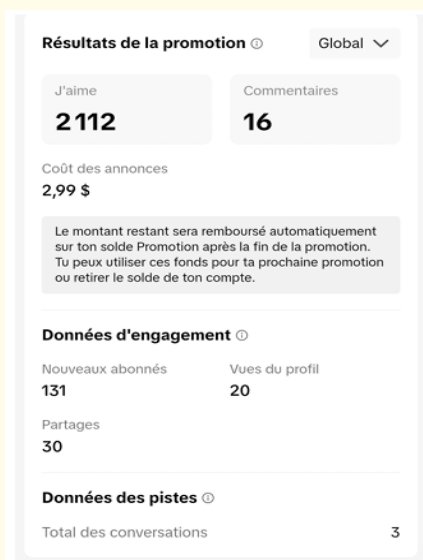 Résultats de la promotion
Global
J'aime
Commentaires
2 112
16
Coût des annonces
2,99 $
Le montant restant sera remboursé automatiquement
sur ton solde Promotion après la fin de la promotion.
Tu peux utiliser ces fonds pour ta prochaine promotion
ou retirer le solde de ton compte.
Données d'engagement
Nouveaux abonnés
Vues du profil
131
20
Partages
30
Données des pistes
Total des conversations
3